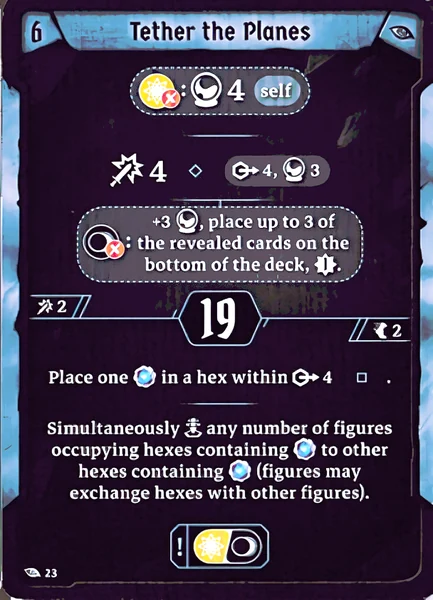 6 Tether the Planes
: 4 self
4 4, 3
+3 , place up to 3 of
: the revealed cards on the
bottom of the deck, .
2
19
2
Place one in a hex within 4 .
Simultaneously any number of figures
occupying hexes containing to other
hexes containing (figures may
exchange hexes with other figures).
!
23